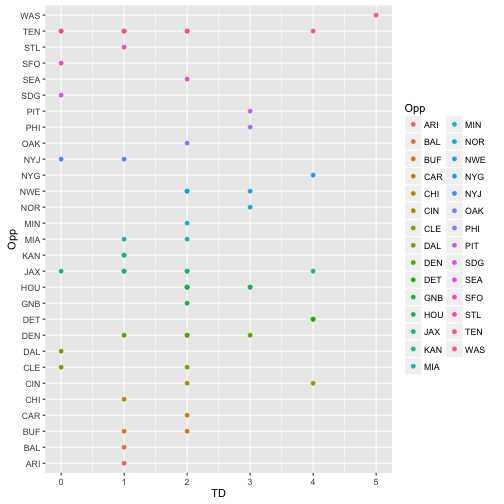 WAS
TEN
STL
SFO
SEA
SDG
PIT
PHI
OAK
NYJ
NYG
NWE
NOR
MIN
MIA
KAN
JAX
HOU
GNB
DET
DEN
DAL
CLE
CIN
CHI
CAR
BUF
BAL
ARI
Opp
0 1 2 3 4 5
TD
Opp
ARI MIN
BAL NOR
BUF NWE
CAR NYG
CHI NYJ
CIN OAK
CLE PHI
DAL PIT
DEN SDG
DET SEA
GNB SFO
HOU STL
JAX TEN
KAN WAS
MIA